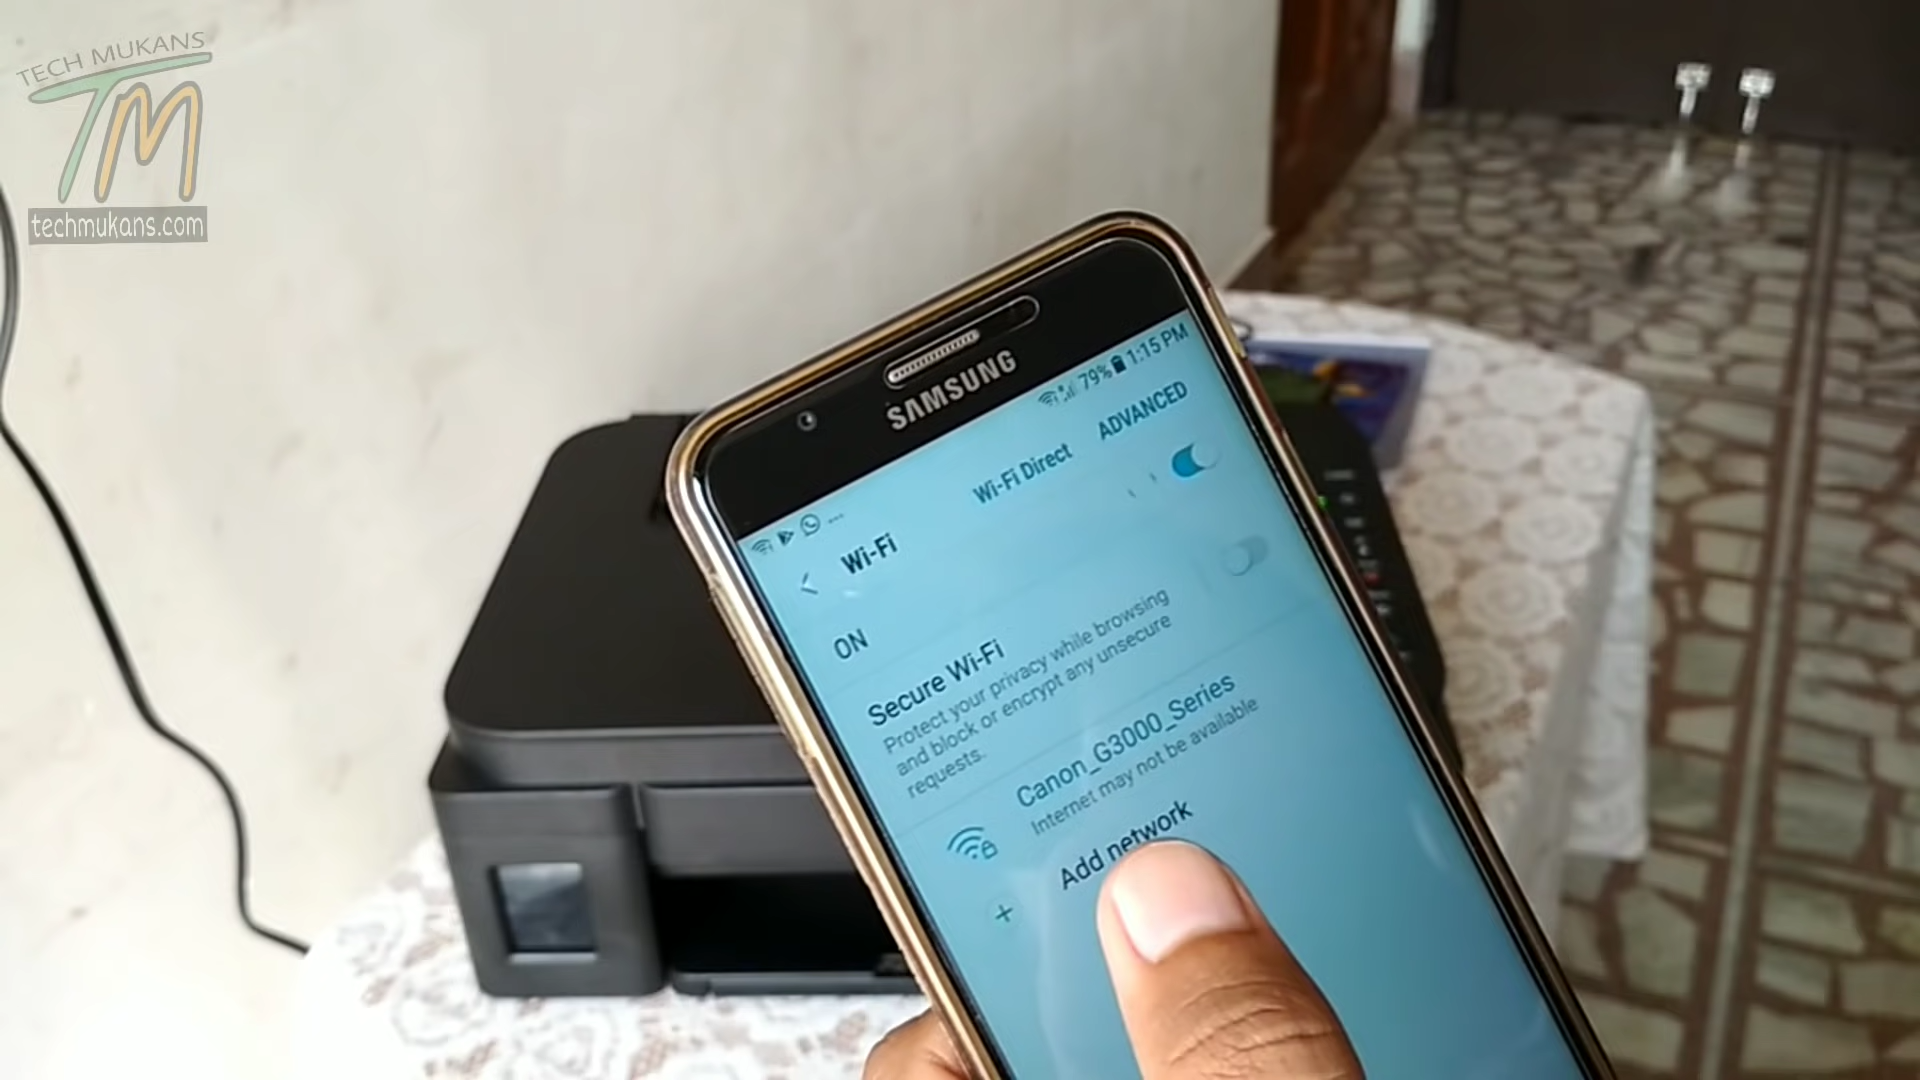 TECH MUKANS
TM
techmukans.com
SAMSUNG
79% 1:15 PM
Wi-Fi
Wi-Fi Direct
ADVANCED
ON
Secure Wi-Fi
Protect your privacy while browsing
and block or encrypt any unsecure
requests.
Canon_G3000_Series
Internet may not be available
Add network